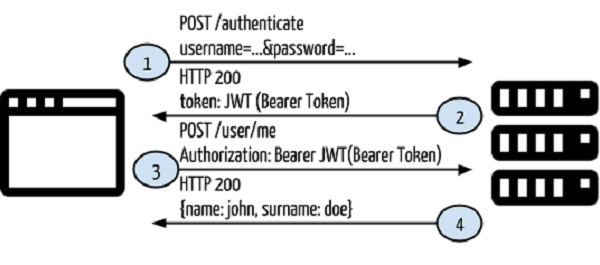 POST /authenticate
username=...&password=...
1
HTTP 200
token: JWT (Bearer Token)
2
POST /user/me
Authorization: Bearer JWT(Bearer Token)
3
HTTP 200
{name: john, surname: doe}
4